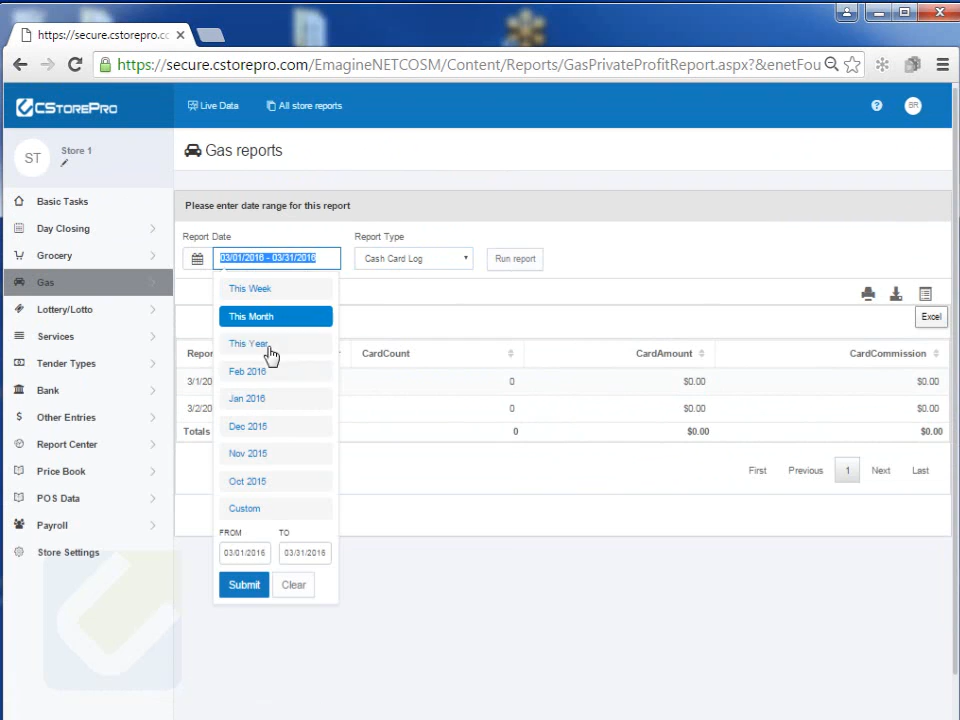 https://secure.cstorepro.cc
https://secure.cstorepro.com/EmagineNETCOSM/Content/Reports/GasPrivateProfitReport.aspx?&enetFou
CSTOREPRO
Live Data
All store reports
?
BR
ST
Store 1
Gas reports
Basic Tasks
Day Closing
Grocery
Gas
Lottery/Lotto
Services
Tender Types
Bank
Other Entries
Report Center
Price Book
POS Data
Payroll
Store Settings
Please enter date range for this report
Report Date
Report Type
03/01/2016 - 03/31/2016
Cash Card Log
Run report
This Week
This Month
This Year
Feb 2016
Jan 2016
Dec 2015
Nov 2015
Oct 2015
Custom
FROM TO
03/01/2016 03/31/2016
Submit Clear
Excel
Repor CardCount CardAmount CardCommission
3/1/20 0 $0.00 $0.00
3/2/20 0 $0.00 $0.00
Totals 0 $0.00 $0.00
First Previous 1 Next Last